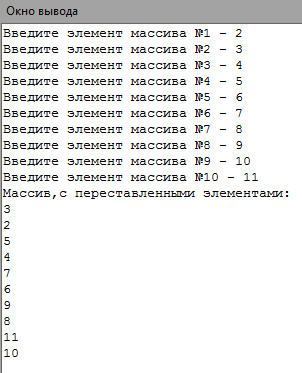 Окно вывода
Введите элемент массива №1 - 2
Введите элемент массива №2 - 3
Введите элемент массива №3 - 4
Введите элемент массива №4 - 5
Введите элемент массива №5 - 6
Введите элемент массива №6 - 7
Введите элемент массива №7 - 8
Введите элемент массива №8 - 9
Введите элемент массива №9 - 10
Введите элемент массива №10 - 11
Массив,с переставленными элементами:
3
2
5
4
7
6
9
8
11
10